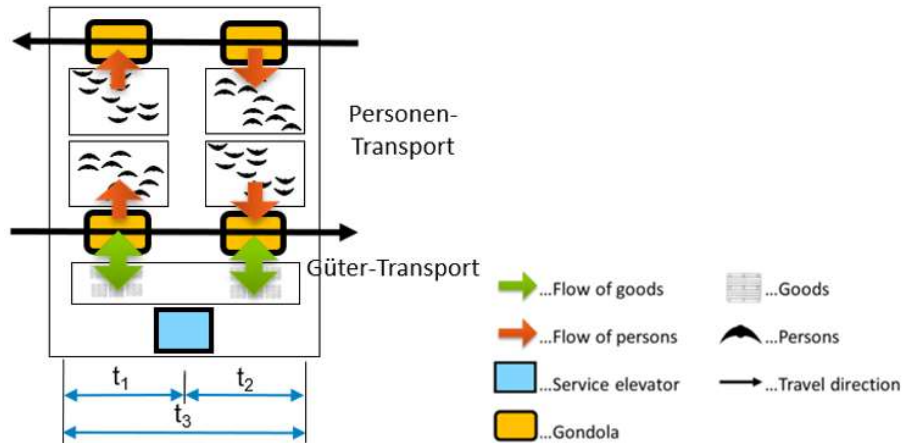 Personen-
Transport
Güter-Transport
t₁
t₂
t₃
...Flow of goods
...Goods
...Flow of persons
...Persons
...Service elevator
...Travel direction
...Gondola